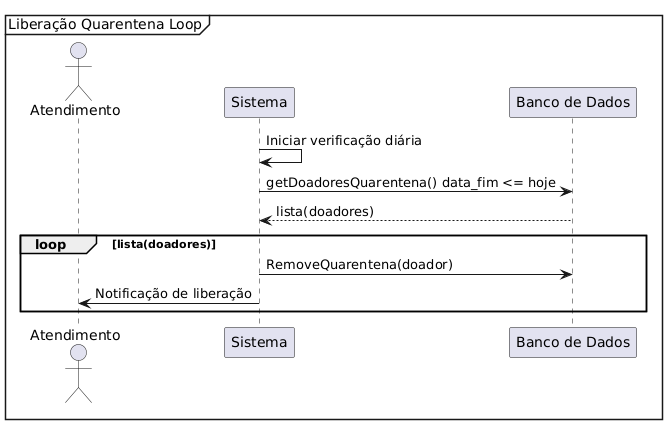 Liberação Quarentena Loop
Atendimento
Sistema
Banco de Dados
Iniciar verificação diária
getDoadoresQuarentena() data_fim <= hoje
lista(doadores)
loop
[lista(doadores)]
RemoveQuarentena(doador)
Notificação de liberação
Atendimento
Sistema
Banco de Dados